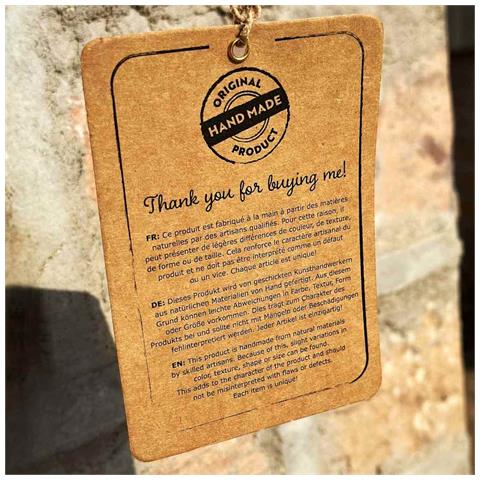 ORIGINAL
HAND MADE
PRODUCT
Thank you for buying me!
FR: Ce produit est fabriqué à la main à partir des matières
naturelles par des artisans qualifiés. Pour cette raison, il
peut présenter de légères différences de couleur, de texture,
de forme ou de taille. Cela renforce le caractère artisanal du
produit et ne doit pas être interprété comme un défaut
ou un vice. Chaque article est unique!
DE: Dieses Produkt wird von geschickten Kunsthandwerkern
aus natürlichen Materialien von Hand gefertigt. Aus diesem
Grund können leichte Abweichungen in Farbe, Textur, Form
oder Größe vorkommen. Dies trägt zum Charakter des
Produkts bei und sollte nicht mit Mängeln oder Beschädigungen
fehlinterpretiert werden. Jeder Artikel ist einzigartig!
EN: This product is handmade from natural materials
by skilled artisans. Because of this, slight variations in
color, texture, shape or size can be found.
This adds to the character of the product and should
not be misinterpreted with flaws or defects.
Each item is unique!